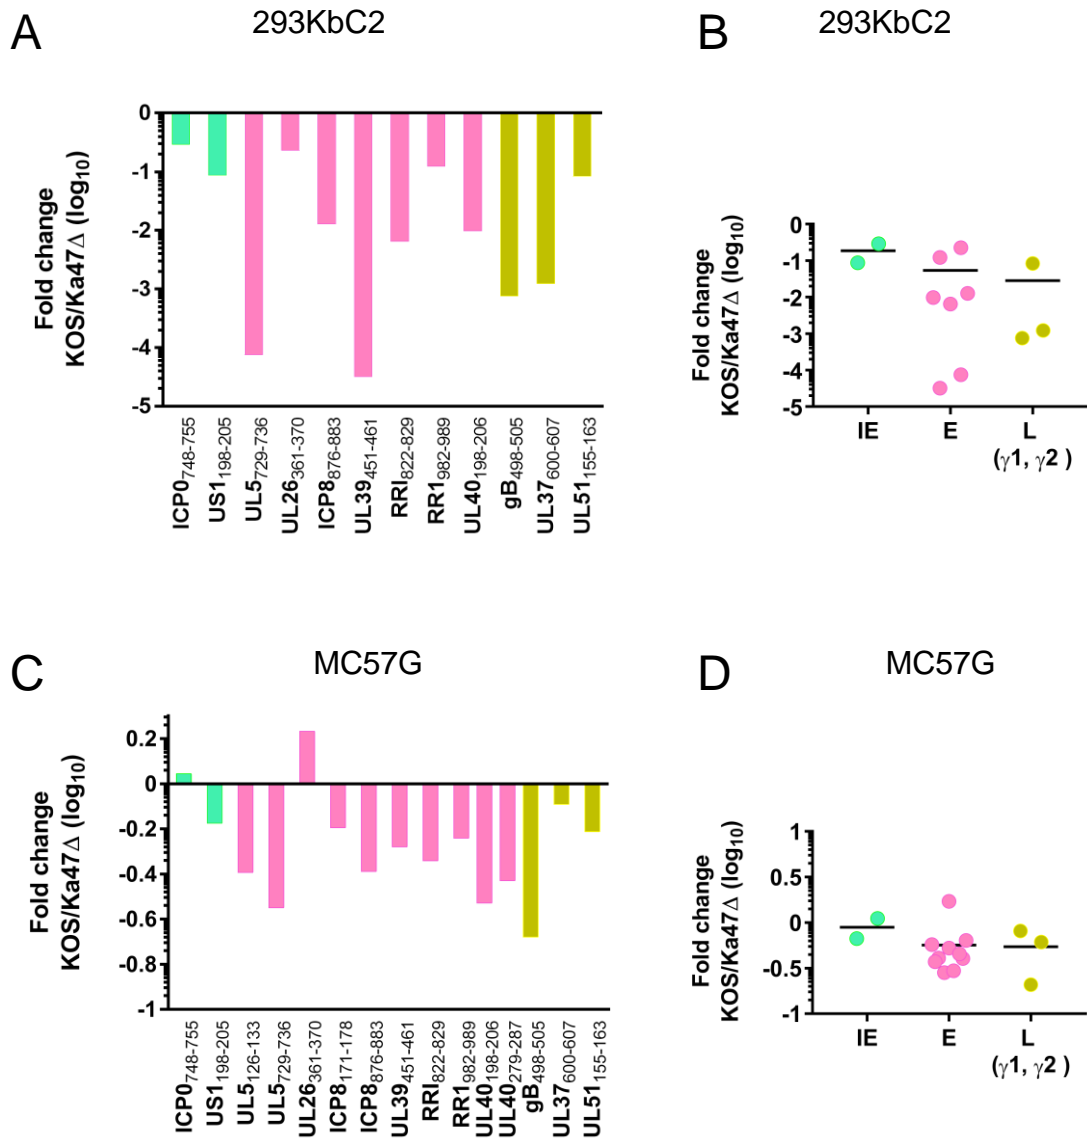 A
293KbC2
Fold change
KOS/Ka47Δ (log10)
0
-1
-2
-3
-4
-5
ICP0748-755
US1198-205
UL5729-736
UL26361-370
ICP8876-883
UL39451-461
RRI822-829
RR1982-989
UL40198-206
gB498-505
UL37600-607
UL51155-163
B
293KbC2
Fold change
KOS/Ka47Δ (log10)
0
-1
-2
-3
-4
-5
IE
E
L
(γ1, γ2 )
C
MC57G
Fold change
KOS/Ka47Δ (log10)
0.2
0
-0.2
-0.4
-0.6
-0.8
-1
ICP0748-755
US1198-205
UL5126-133
UL5729-736
UL26361-370
ICP8171-178
ICP8876-883
UL39451-461
RRI822-829
RR1982-989
UL40198-206
UL40279-287
gB498-505
UL37600-607
UL51155-163
D
MC57G
Fold change
KOS/Ka47Δ (log10)
1
0.5
0
-0.5
-1
IE
E
L
(γ1, γ2 )